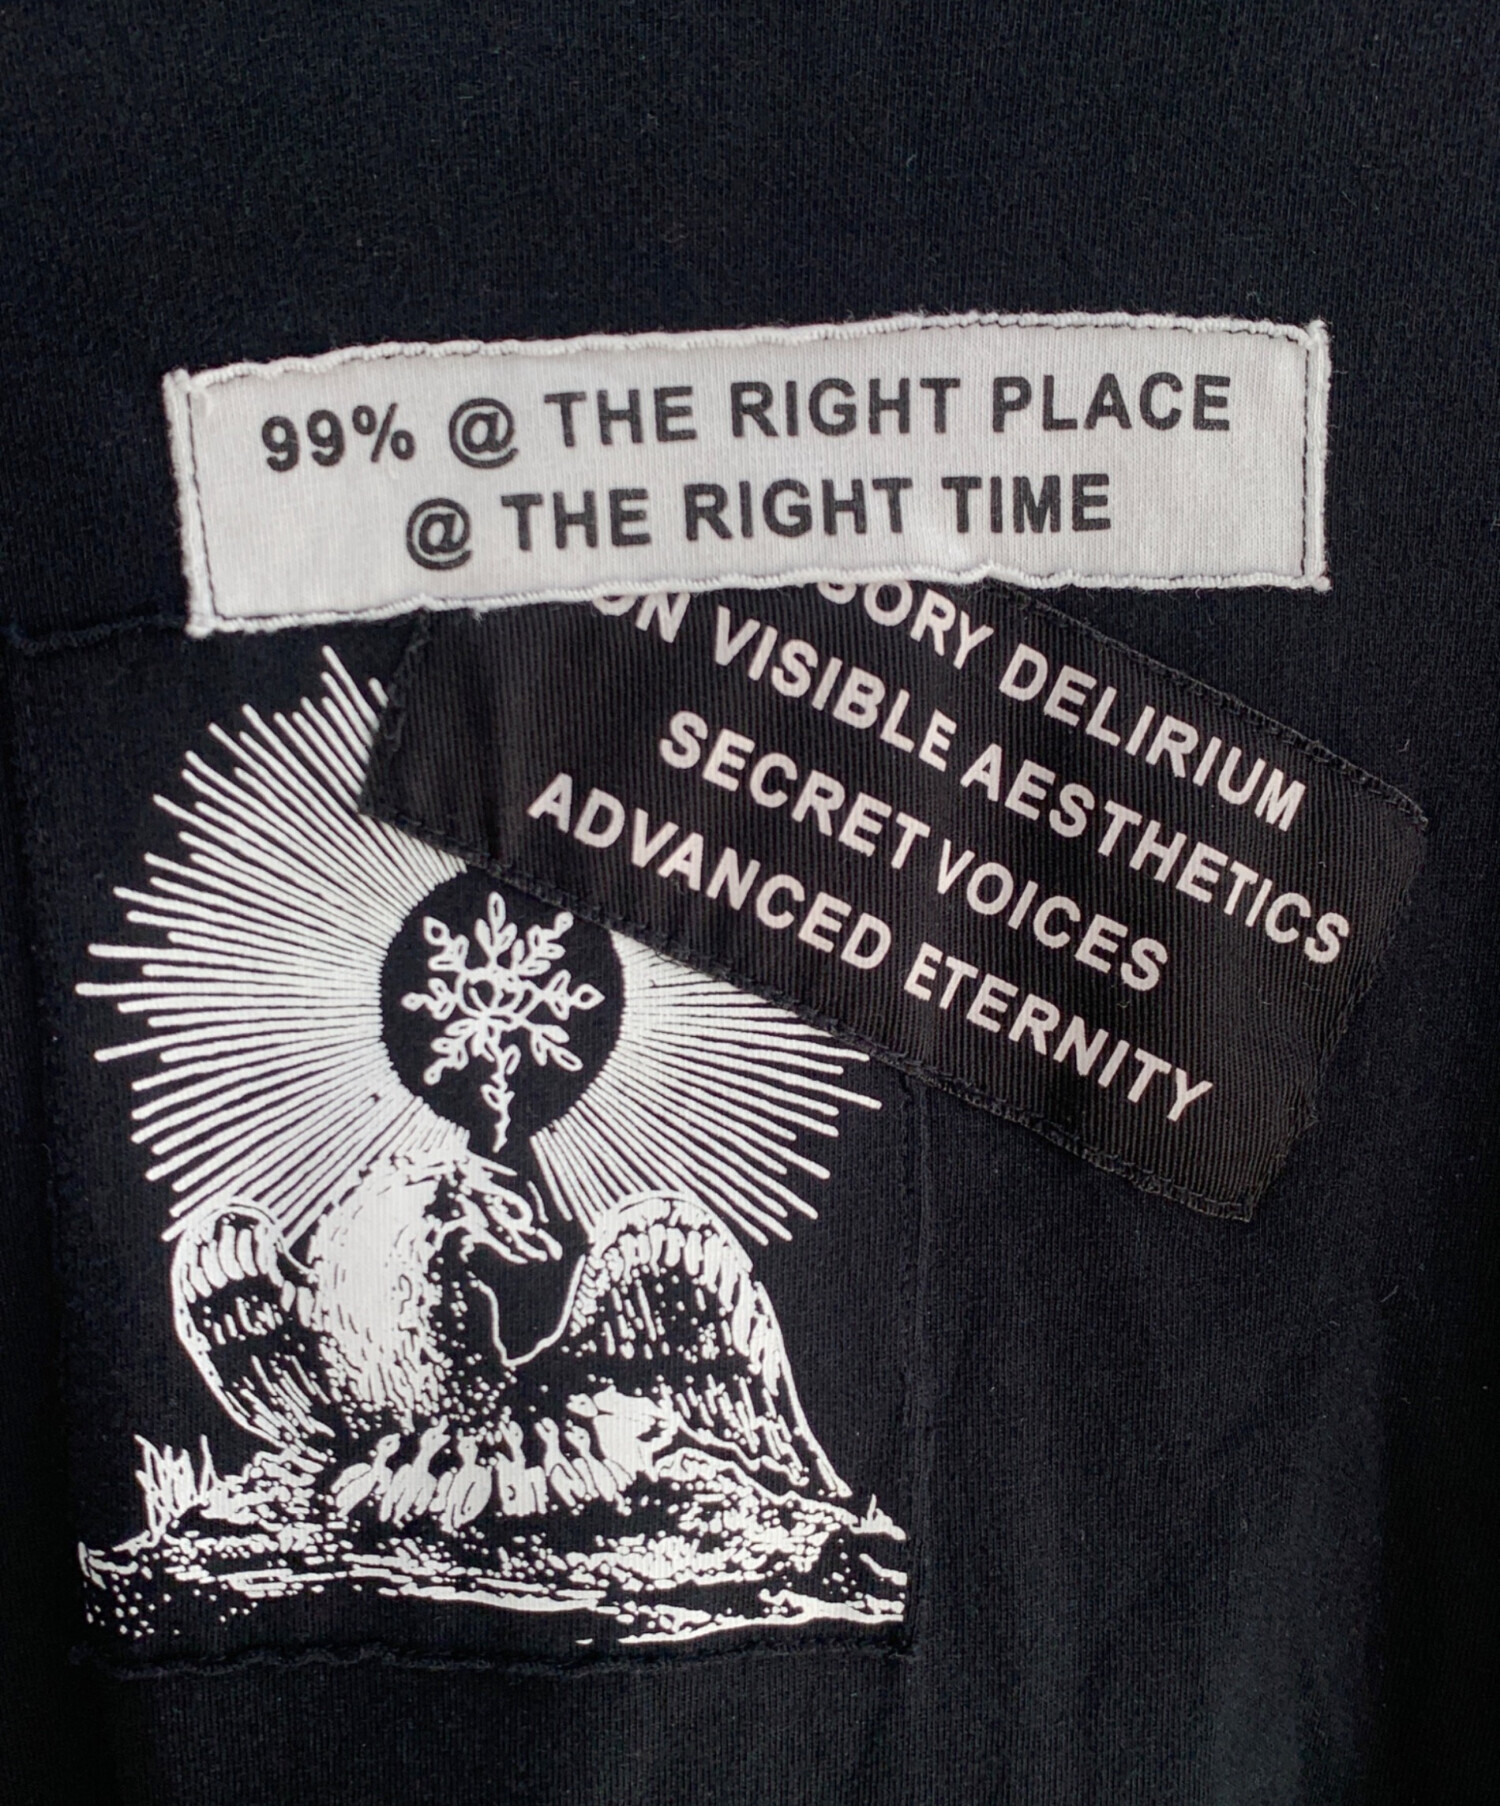 99% @ THE RIGHT PLACE
@ THE RIGHT TIME
DELIRIUM
VISIBLE AESTHETICS
SECRET VOICES
ADVANCED ETERNITY